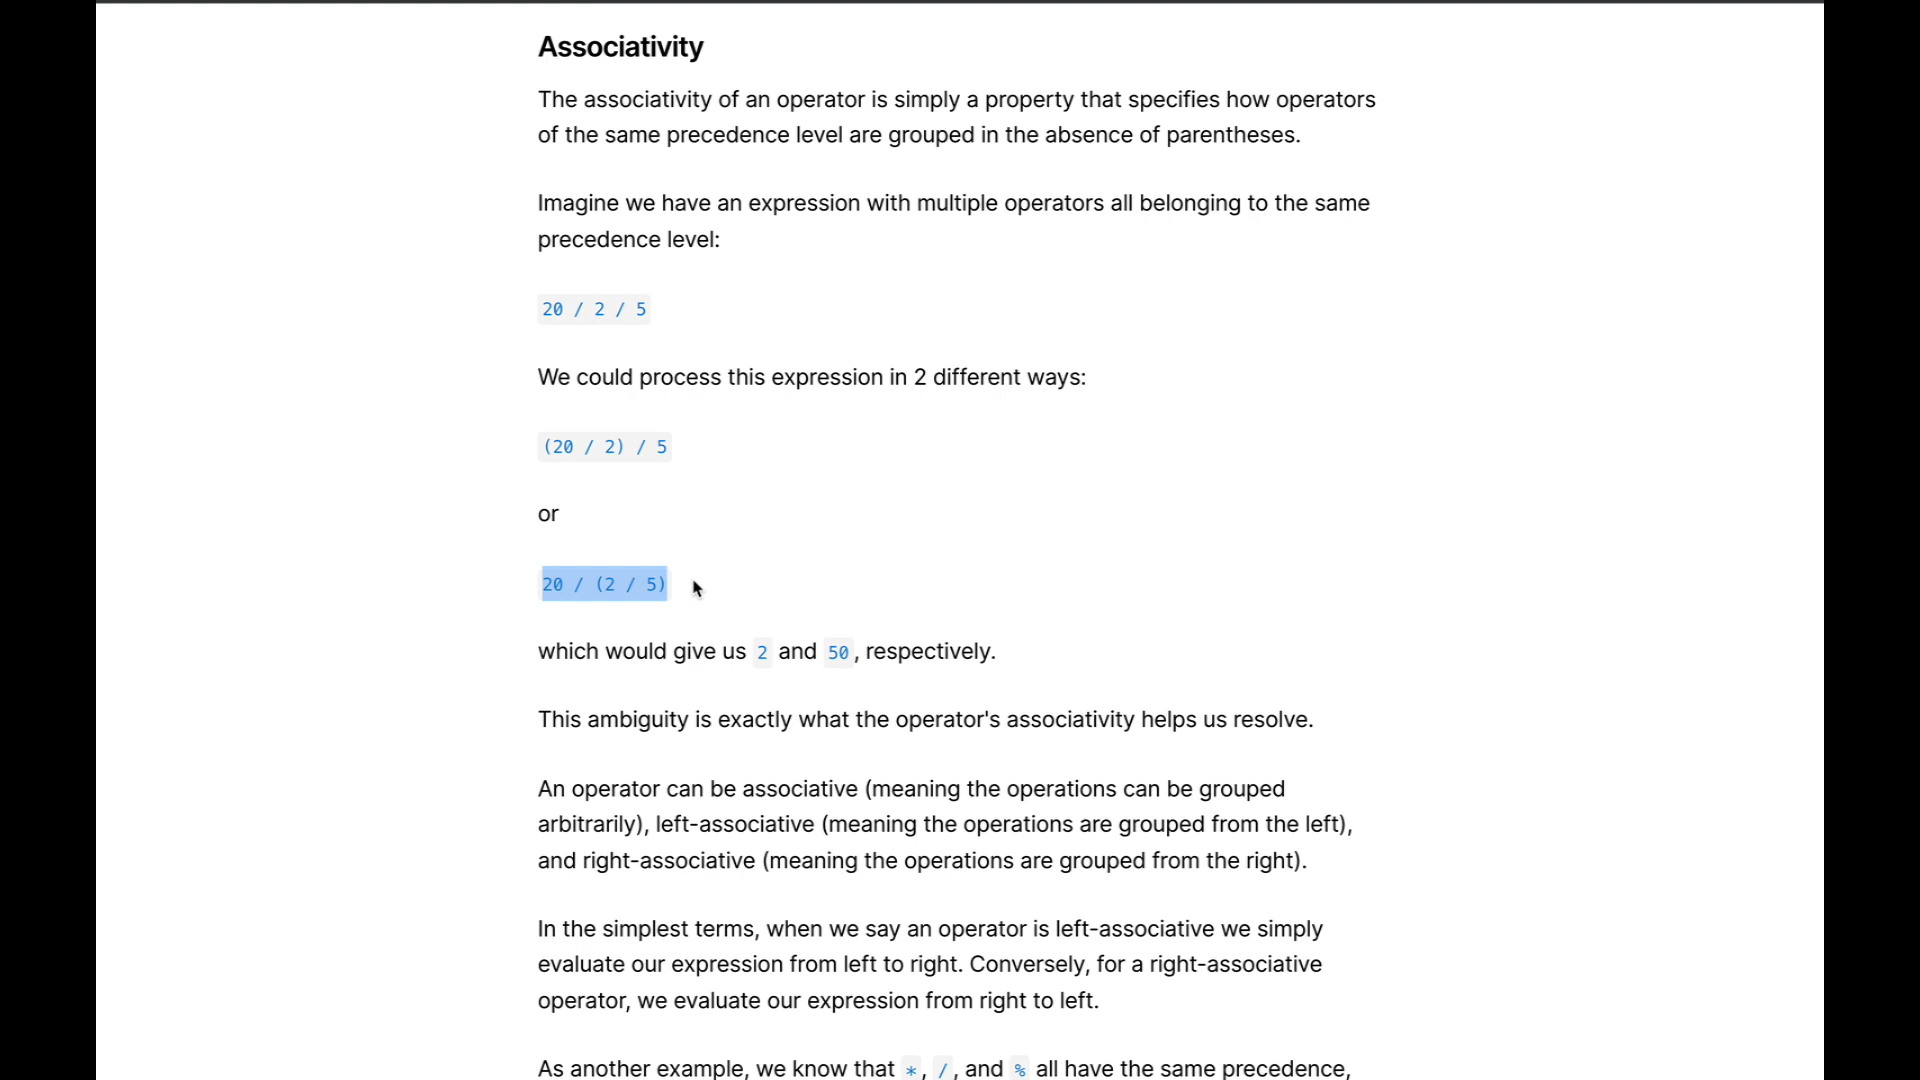 Associativity
The associativity of an operator is simply a property that specifies how operators
of the same precedence level are grouped in the absence of parentheses.
Imagine we have an expression with multiple operators all belonging to the same
precedence level:
20 / 2 / 5
We could process this expression in 2 different ways:
(20 / 2) / 5
or
20 / (2 / 5)
which would give us 2 and 50, respectively.
This ambiguity is exactly what the operator's associativity helps us resolve.
An operator can be associative (meaning the operations can be grouped
arbitrarily), left-associative (meaning the operations are grouped from the left),
and right-associative (meaning the operations are grouped from the right).
In the simplest terms, when we say an operator is left-associative we simply
evaluate our expression from left to right. Conversely, for a right-associative
operator, we evaluate our expression from right to left.
As another example, we know that *, /, and % all have the same precedence,